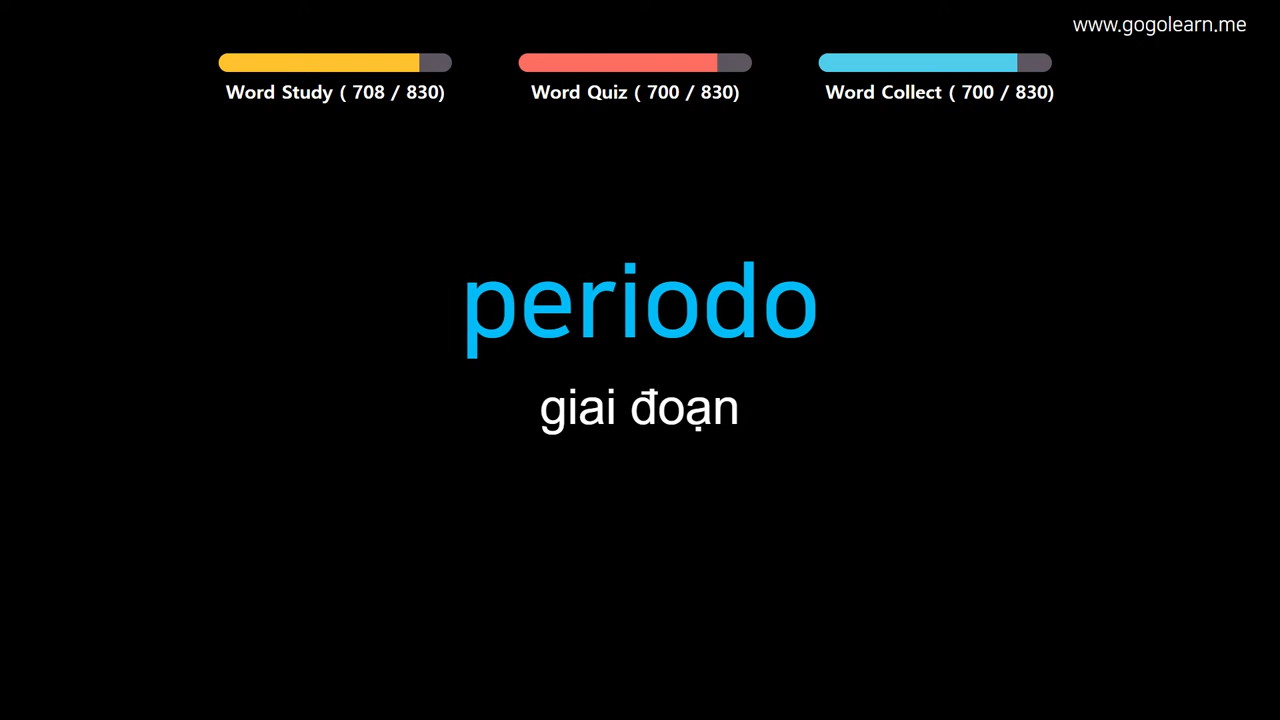 www.gogolearn.me
Word Study ( 708 / 830)
Word Quiz ( 700 / 830)
Word Collect ( 700 / 830)
periodo
giai đoạn